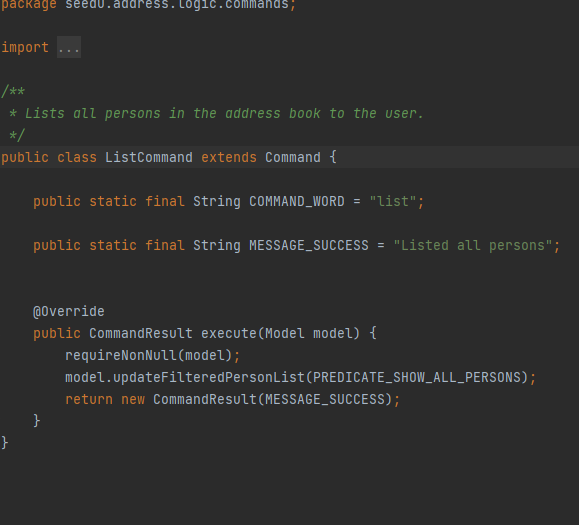 package seedu.address.logic.commands;
import ...
/**
 * Lists all persons in the address book to the user.
 */
public class ListCommand extends Command {
    public static final String COMMAND_WORD = "list";
    public static final String MESSAGE_SUCCESS = "Listed all persons";
    @Override
    public CommandResult execute(Model model) {
        requireNonNull(model);
        model.updateFilteredPersonList(PREDICATE_SHOW_ALL_PERSONS);
        return new CommandResult(MESSAGE_SUCCESS);
    }
}